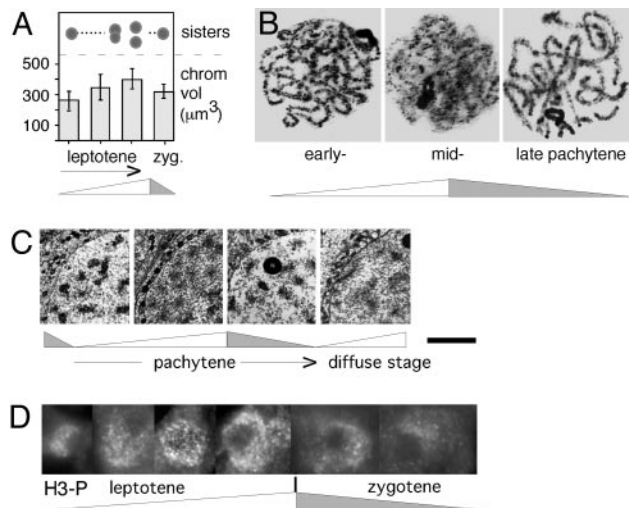 A
sisters
500
300
100
chrom
vol
(μm³)
leptotene zyg.
B
early- mid- late pachytene
C
pachytene diffuse stage
D
H3-P leptotene zygotene